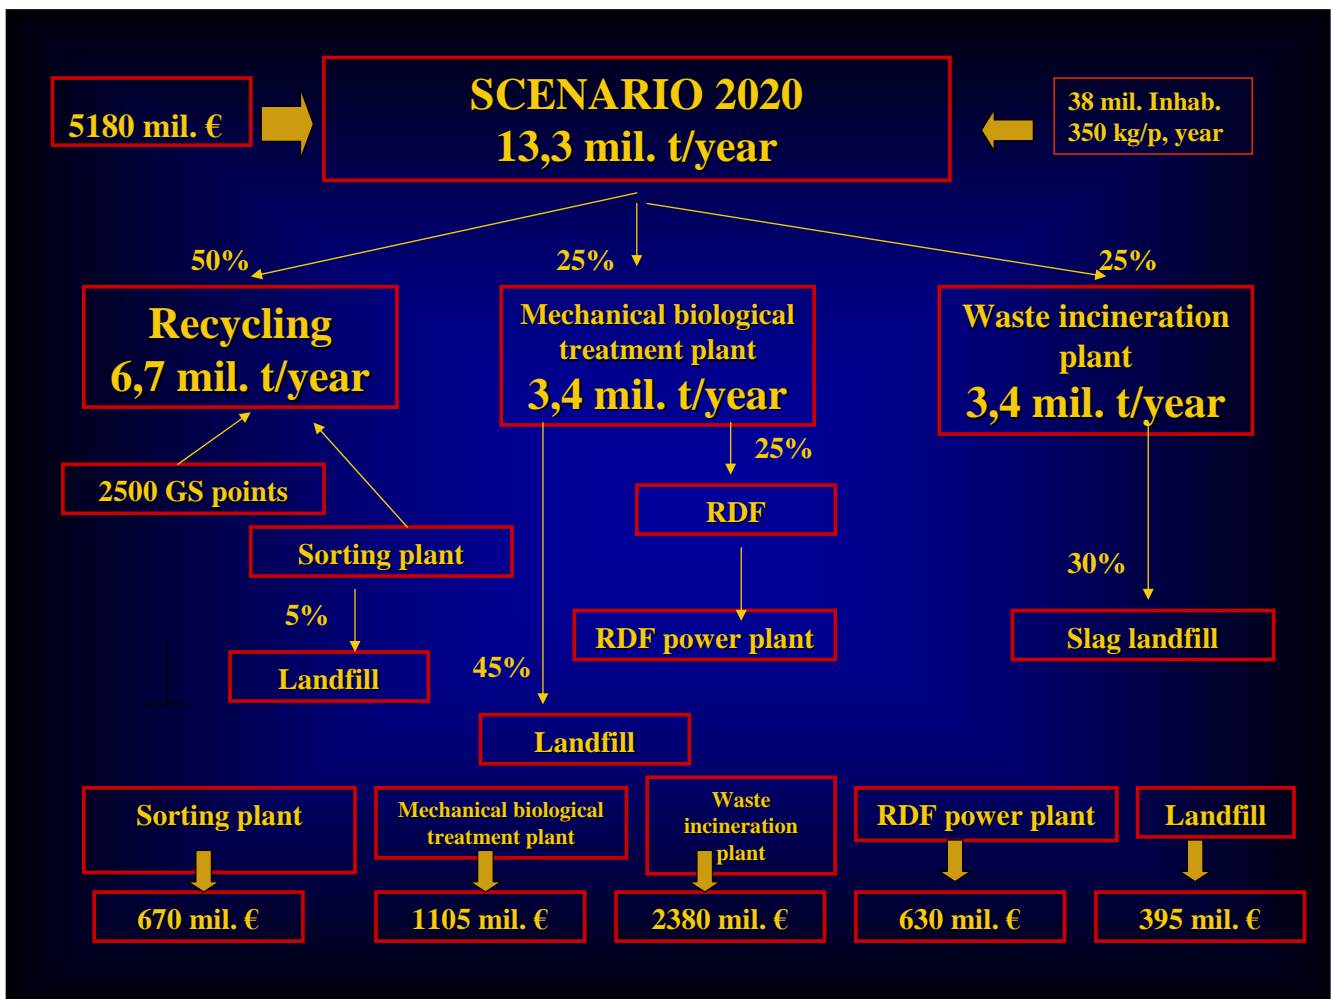 5180 mil. €
SCENARIO 2020
13,3 mil. t/year
38 mil. Inhab.
350 kg/p, year
50%
25%
25%
Recycling
6,7 mil. t/year
Mechanical biological
treatment plant
3,4 mil. t/year
Waste incineration
plant
3,4 mil. t/year
25%
2500 GS points
RDF
Sorting plant
30%
5%
RDF power plant
Slag landfill
45%
Landfill
Landfill
Sorting plant
Mechanical biological
treatment plant
Waste
incineration
plant
RDF power plant
Landfill
670 mil. €
1105 mil. €
2380 mil. €
630 mil. €
395 mil. €